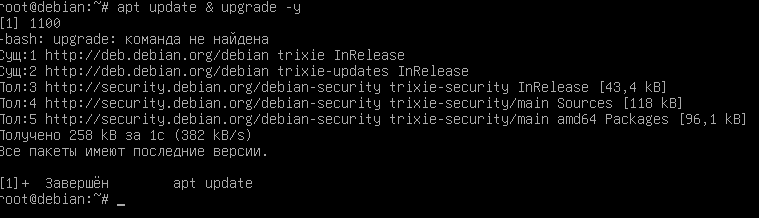 root@debian:~# apt update & upgrade -y
[1] 1100
-bash: upgrade: команда не найдена
Сущ:1 http://deb.debian.org/debian trixie InRelease
Сущ:2 http://deb.debian.org/debian trixie-updates InRelease
Пол:3 http://security.debian.org/debian-security trixie-security InRelease [43,4 kB]
Пол:4 http://security.debian.org/debian-security trixie-security/main Sources [118 kB]
Пол:5 http://security.debian.org/debian-security trixie-security/main amd64 Packages [96,1 kB]
Получено 258 kB за 1с (382 kB/s)
Все пакеты имеют последние версии.
[1]+  Завершён        apt update
root@debian:~# _